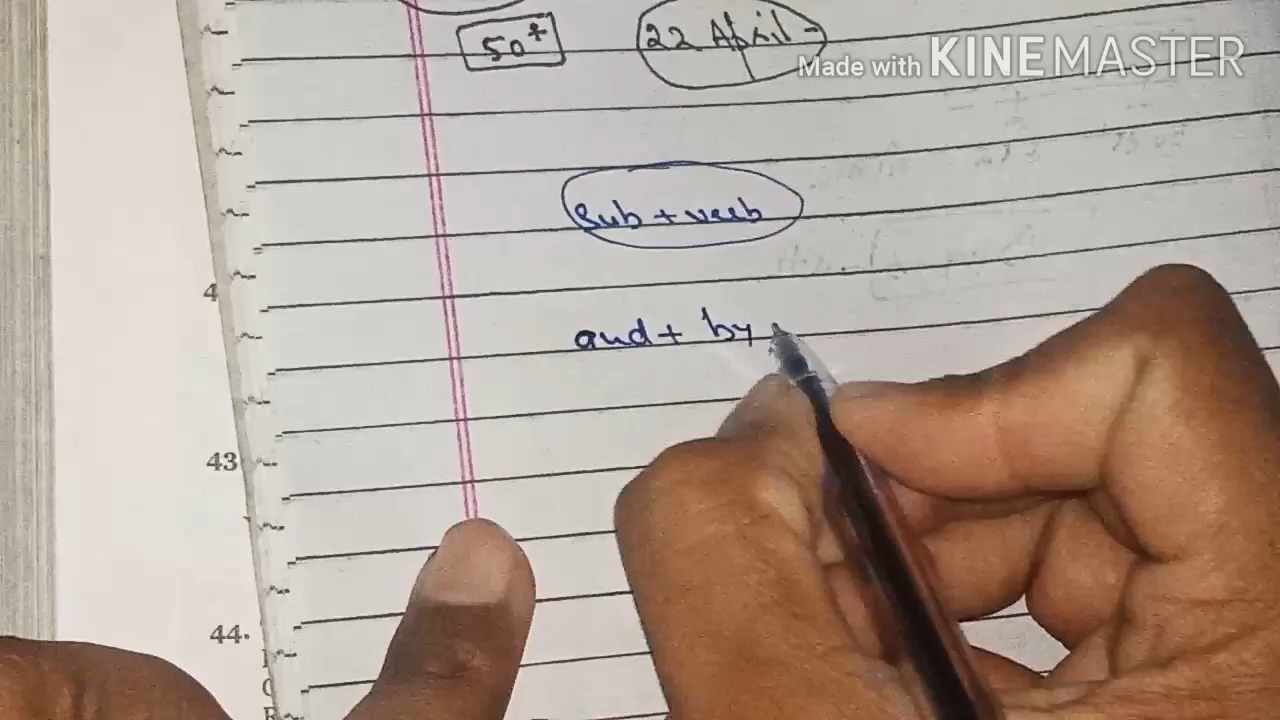 50+ 22 April -
Made with KINEMASTER
Sub + verb
and + by
43
44.